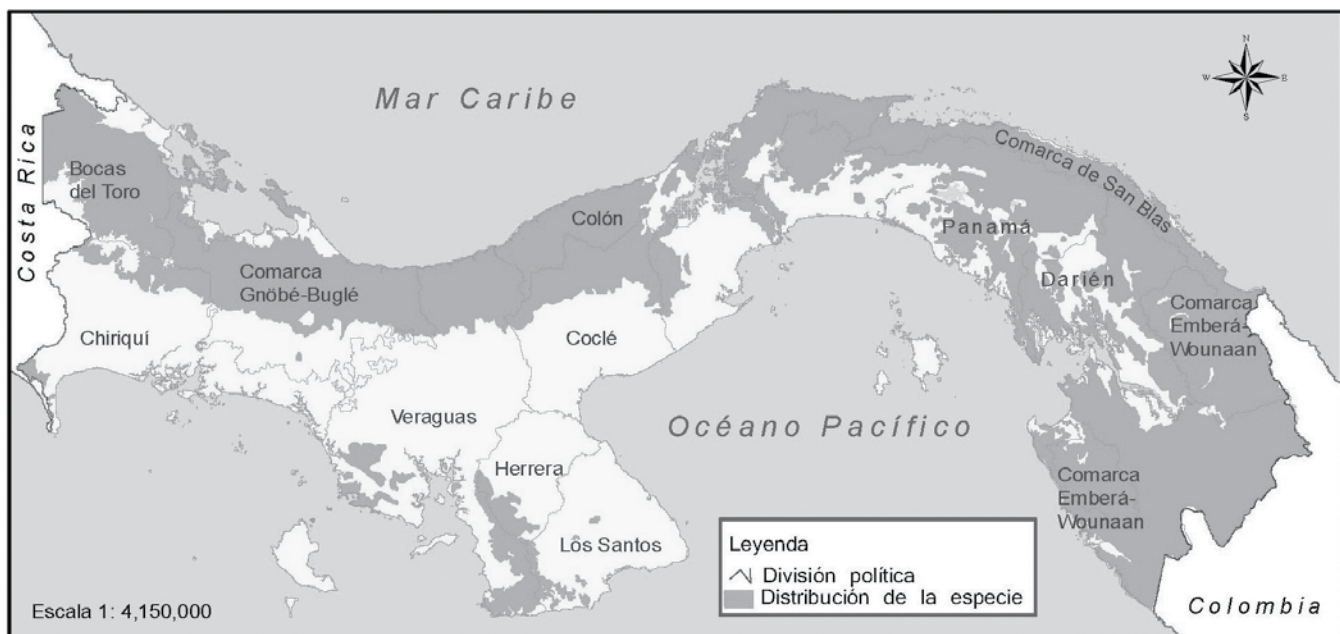 N
W
E
S
Mar Caribe
Costa Rica
Bocas
del Toro
Comarca de San Blas
Colón
Panamá
Comarca
Gnöbé-Buglé
Darién
Comarca
Emberá-
Wounaan
Chiriquí
Coclé
Veraguas
Océano Pacífico
Herrera
Comarca
Emberá-
Wounaan
Los Santos
Leyenda
División política
Distribución de la especie
Escala 1: 4,150,000
Colombia